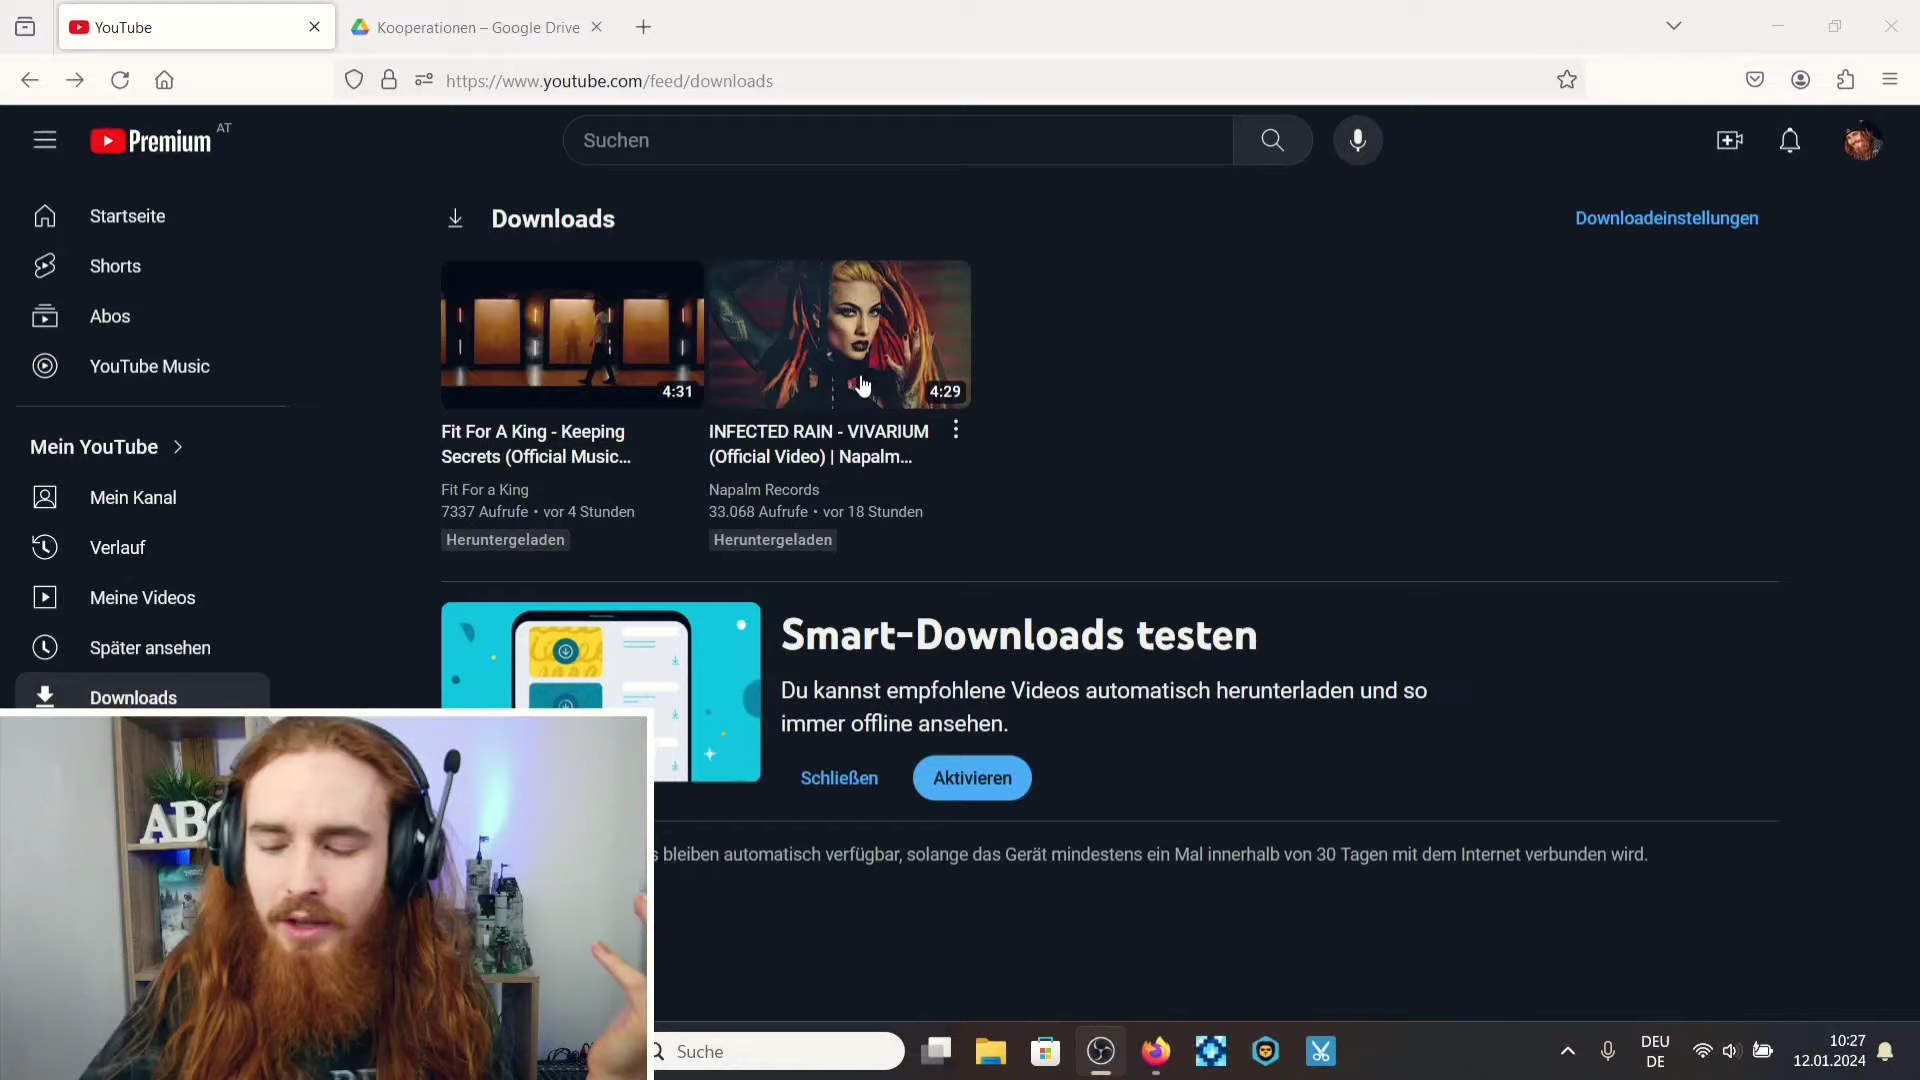 YouTube
Kooperationen – Google Drive
https://www.youtube.com/feed/downloads
Premium AT
Suchen
Startseite
Shorts
Abos
YouTube Music
Mein YouTube
Mein Kanal
Verlauf
Meine Videos
Später ansehen
Downloads
Downloads
Downloadeinstellungen
4:31
Fit For A King - Keeping
Secrets (Official Music...
Fit For a King
7337 Aufrufe • vor 4 Stunden
Heruntergeladen
4:29
INFECTED RAIN - VIVARIUM
(Official Video) | Napalm...
Napalm Records
33.068 Aufrufe • vor 18 Stunden
Heruntergeladen
Smart-Downloads testen
Du kannst empfohlene Videos automatisch herunterladen und so
immer offline ansehen.
Schließen
Aktivieren
s bleiben automatisch verfügbar, solange das Gerät mindestens ein Mal innerhalb von 30 Tagen mit dem Internet verbunden wird.
ABC
Suche
DEU
DE
10:27
12.01.2024